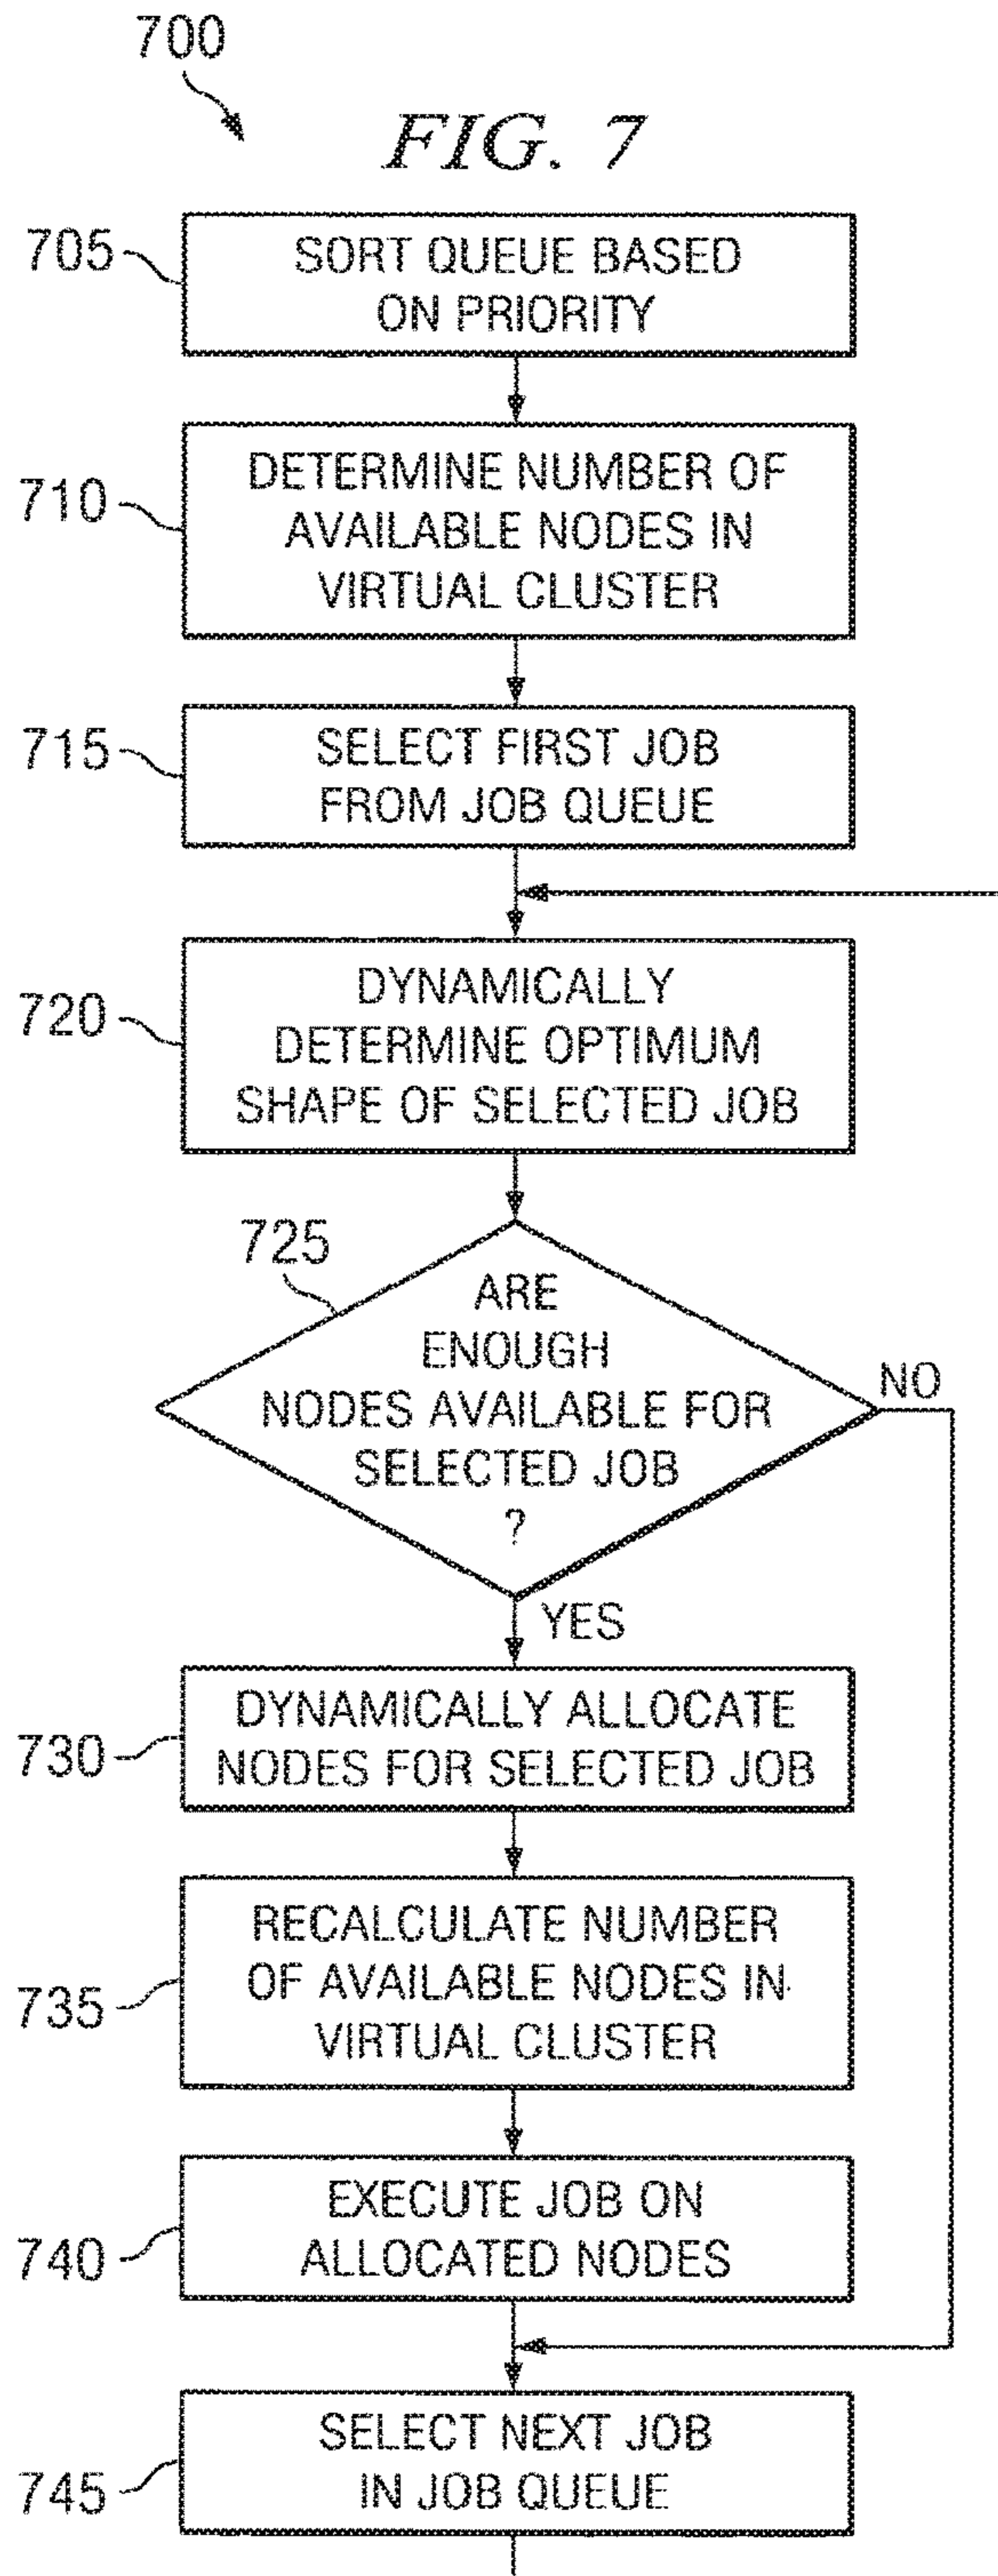 700
FIG. 7
705
SORT QUEUE BASED
ON PRIORITY
710
DETERMINE NUMBER OF
AVAILABLE NODES IN
VIRTUAL CLUSTER
715
SELECT FIRST JOB
FROM JOB QUEUE
720
DYNAMICALLY
DETERMINE OPTIMUM
SHAPE OF SELECTED JOB
725
ARE
ENOUGH
NODES AVAILABLE FOR
SELECTED JOB
?
NO
YES
730
DYNAMICALLY ALLOCATE
NODES FOR SELECTED JOB
735
RECALCULATE NUMBER
OF AVAILABLE NODES IN
VIRTUAL CLUSTER
740
EXECUTE JOB ON
ALLOCATED NODES
745
SELECT NEXT JOB
IN JOB QUEUE